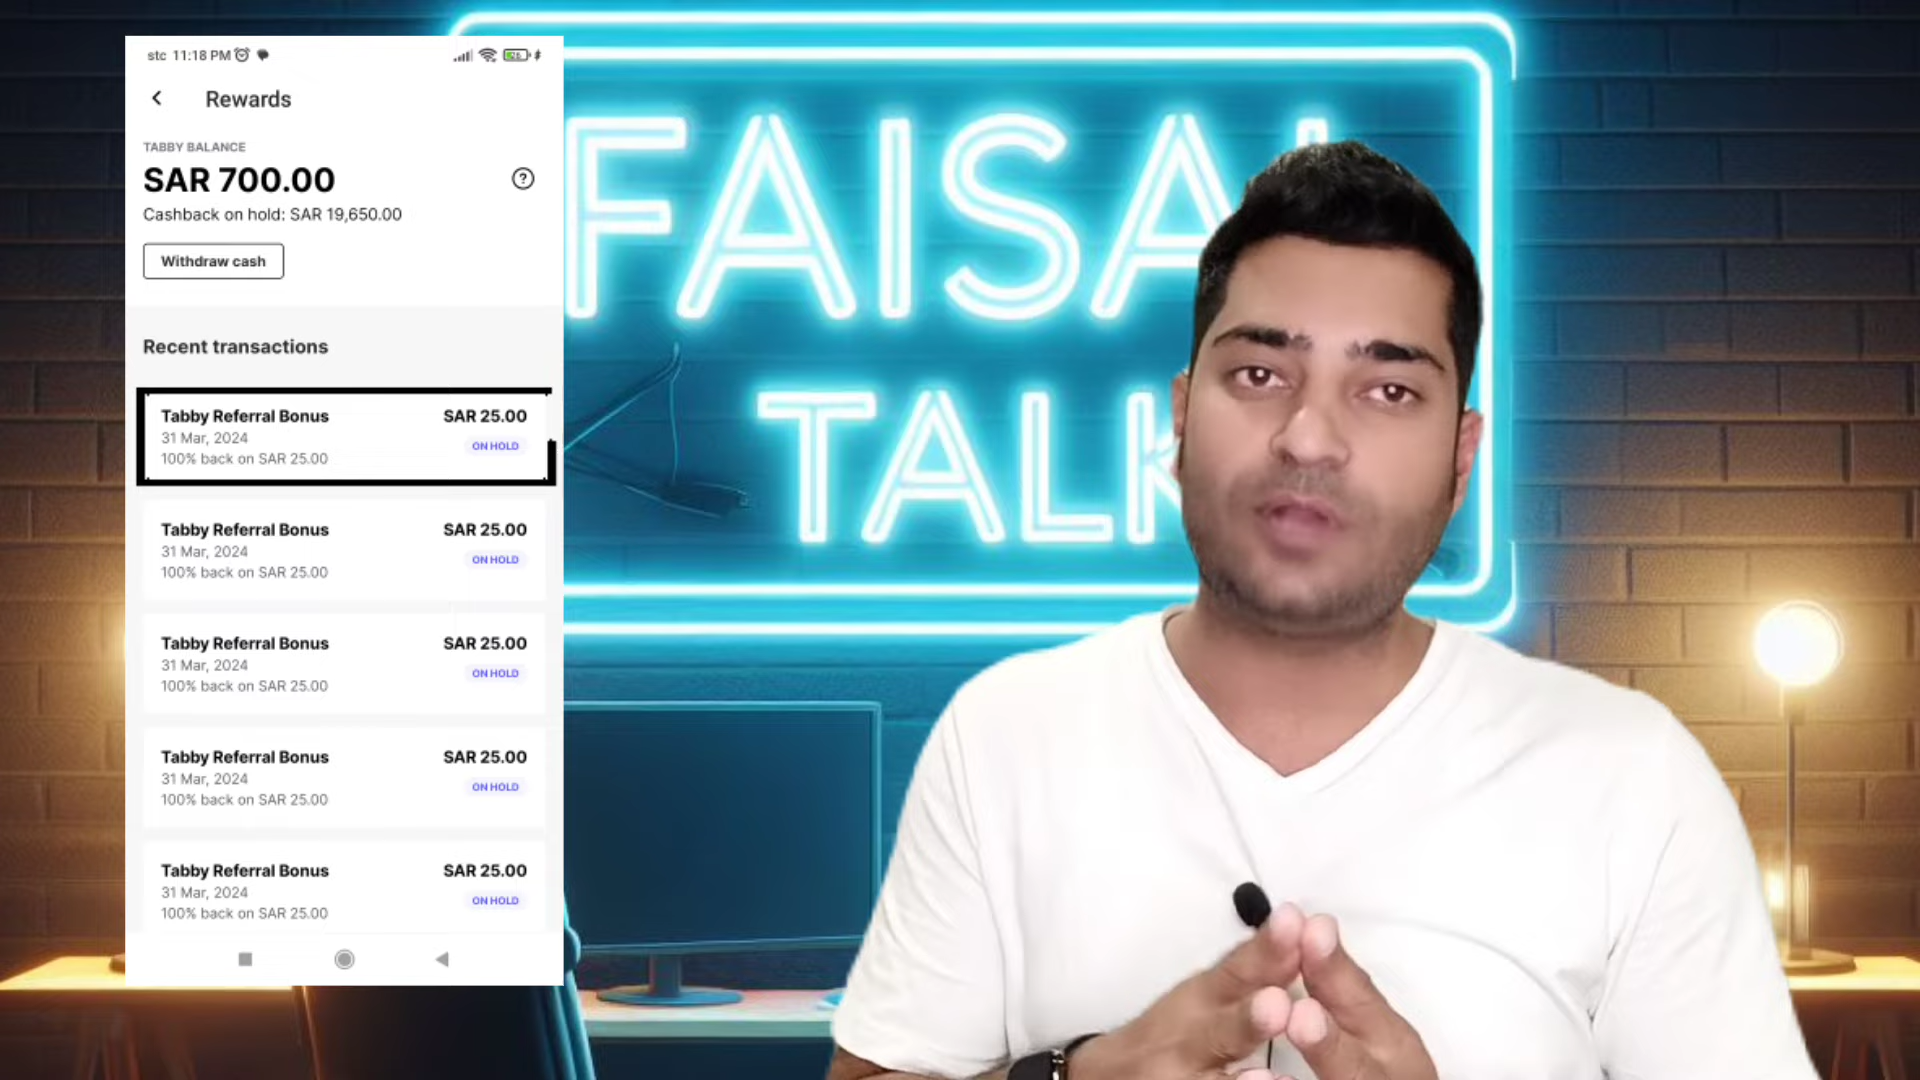 stc 11:18 PM
Rewards
TABBY BALANCE
SAR 700.00
Cashback on hold: SAR 19,650.00
Withdraw cash
Recent transactions
Tabby Referral Bonus SAR 25.00
31 Mar, 2024 ON HOLD
100% back on SAR 25.00
Tabby Referral Bonus SAR 25.00
31 Mar, 2024 ON HOLD
100% back on SAR 25.00
Tabby Referral Bonus SAR 25.00
31 Mar, 2024 ON HOLD
100% back on SAR 25.00
Tabby Referral Bonus SAR 25.00
31 Mar, 2024 ON HOLD
100% back on SAR 25.00
Tabby Referral Bonus SAR 25.00
31 Mar, 2024 ON HOLD
100% back on SAR 25.00
FAISAL
TALK